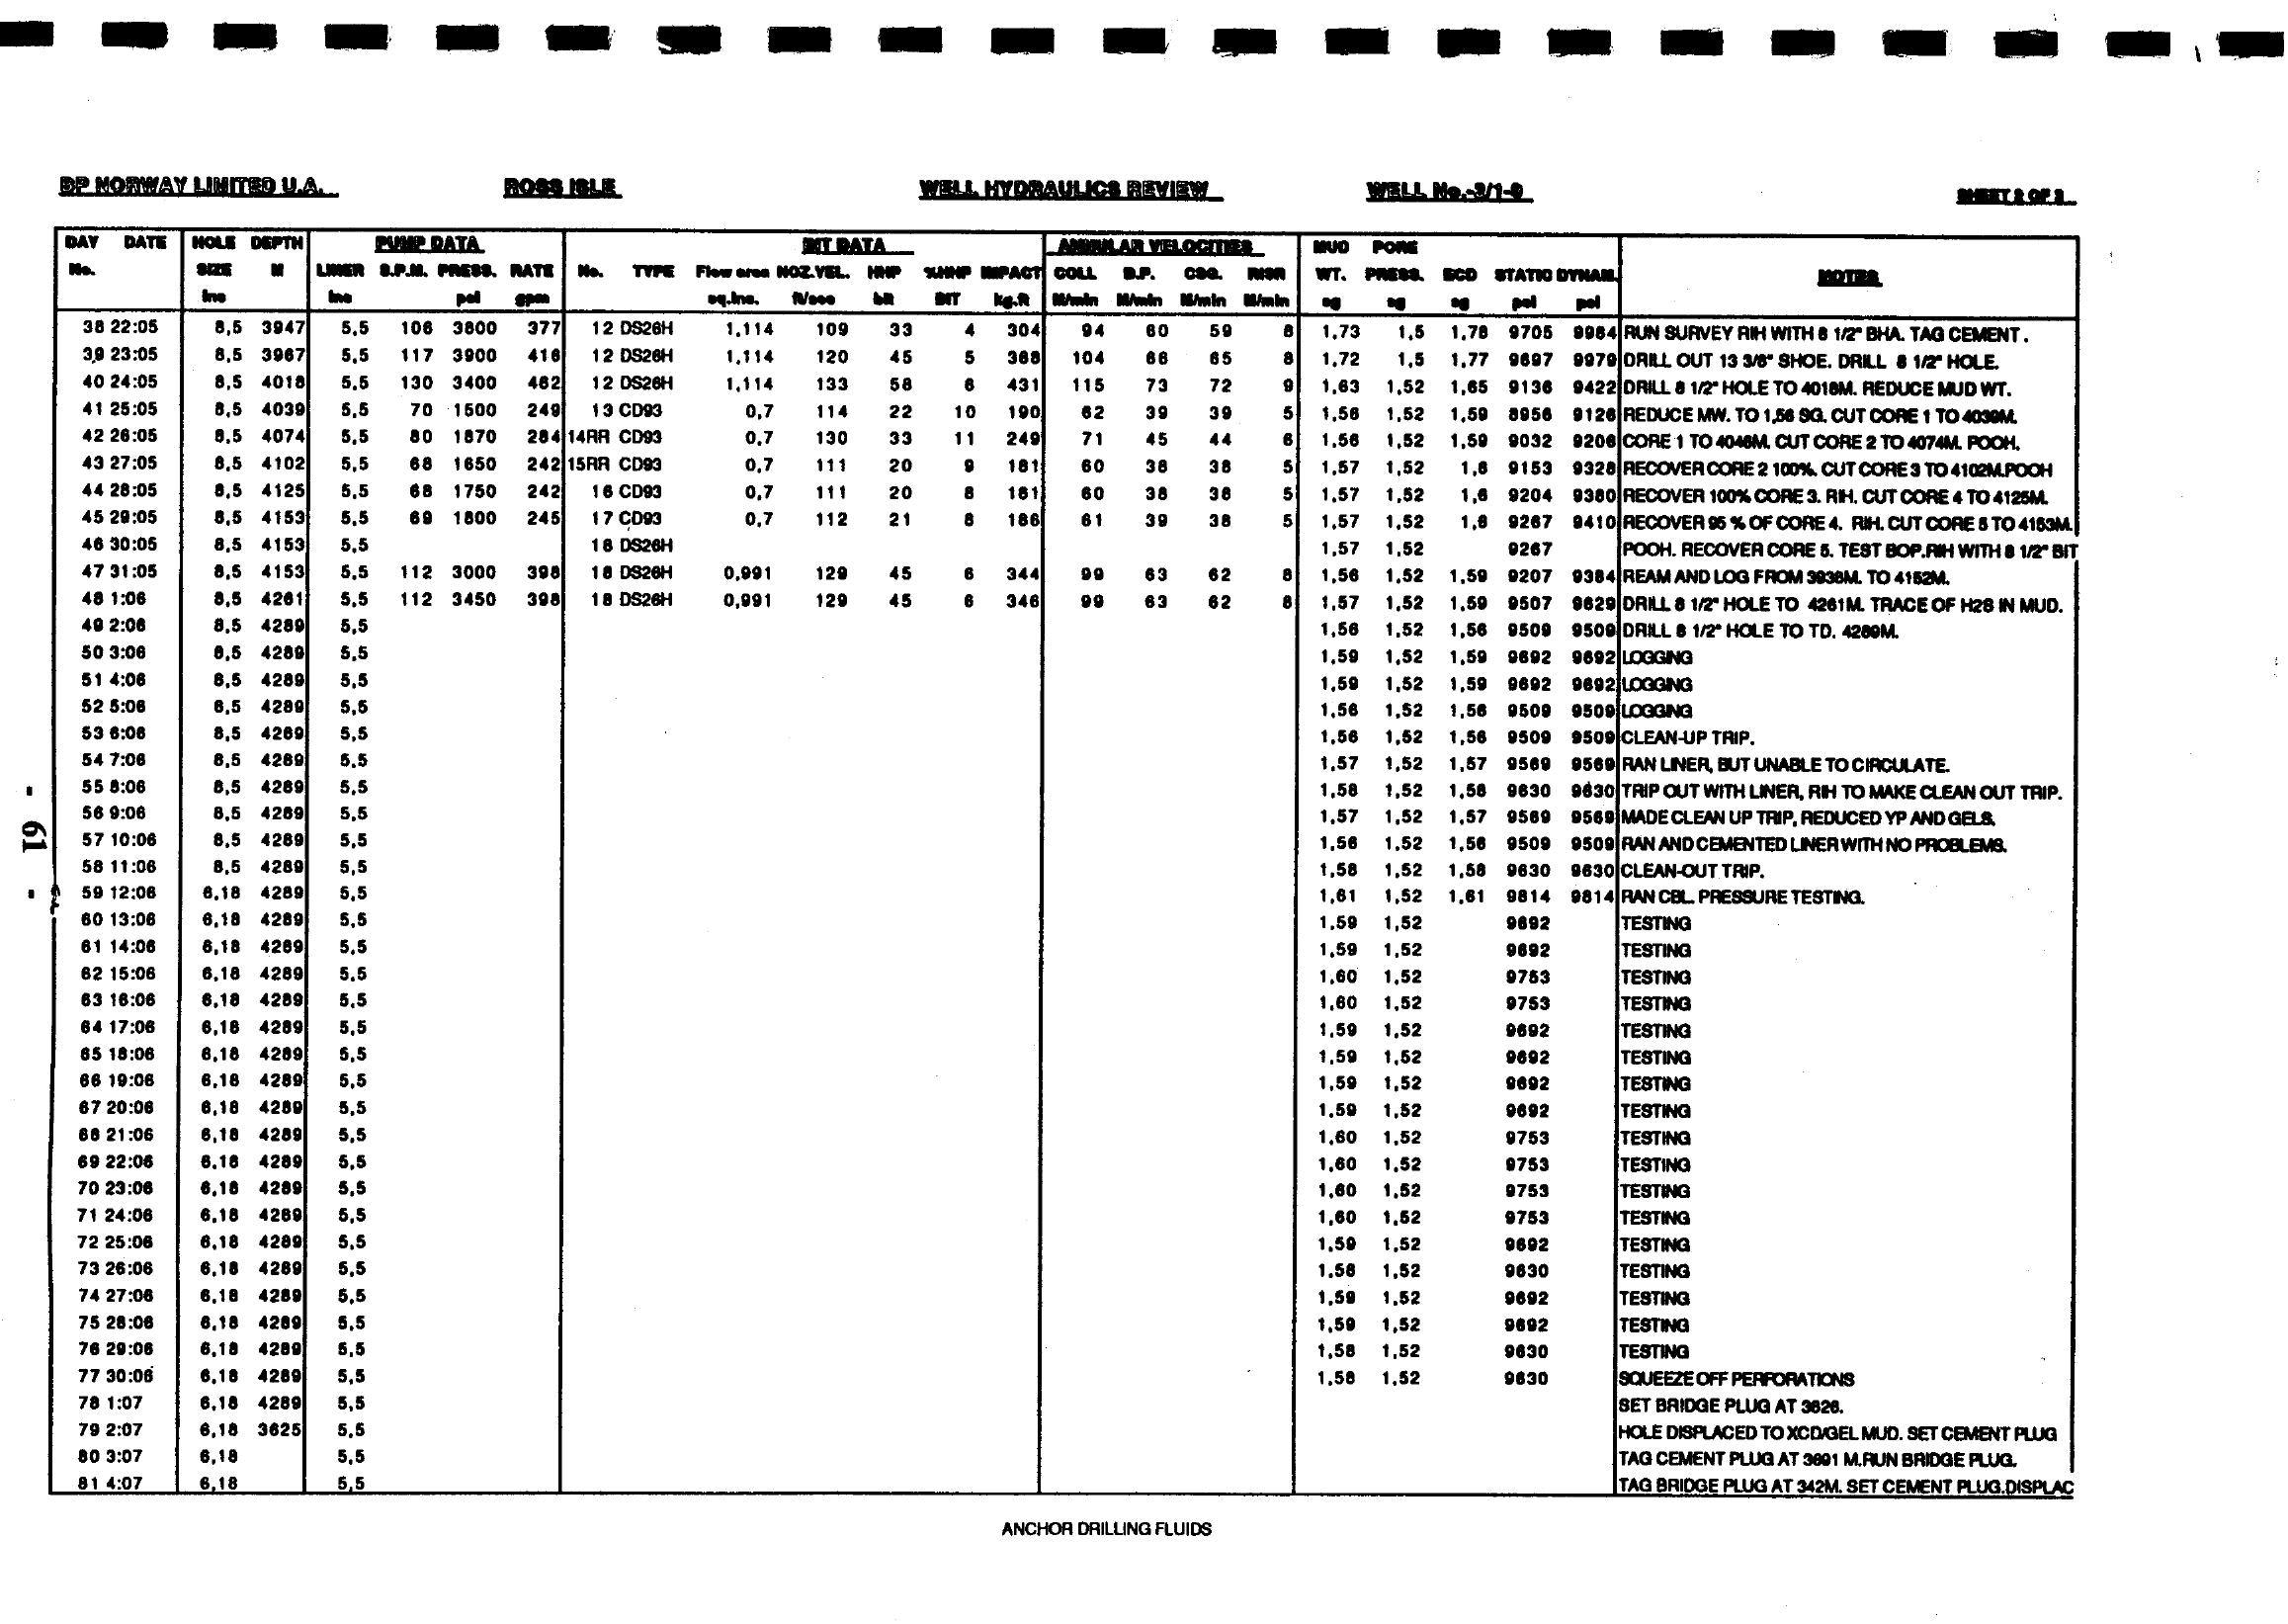 BP NORWAY LIMITED U.A. ROSS ISLE WELL HYDRAULICS REVIEW WELL No.-3/1-9 SHEET 2 OF 2
DAY DATE HOLE DEPTH PUMP DATA BIT DATA ANNULAR VELOCITIES MUD PORE
No. SIZE M LINER S.P.M. PRESS. RATE No. TYPE Flow area NOZ.VEL. HHP %HHP IMPACT COLL D.P. CSG. RISR WT. PRESS. ECD STATIC DYNAM. NOTES
ins ins psi gpm sq.ins. ft/sec bit BIT kg.ft M/min M/min M/min M/min sg sg sg psi psi
38 22:05 8,5 3947 5,5 106 3800 377 12 DS26H 1,114 109 33 4 304 94 60 59 8 1,73 1,5 1,78 9705 9984 RUN SURVEY RIH WITH 8 1/2" BHA. TAG CEMENT.
39 23:05 8,5 3967 5,5 117 3900 416 12 DS26H 1,114 120 45 5 368 104 66 65 8 1,72 1,5 1,77 9697 9979 DRILL OUT 13 3/8" SHOE. DRILL 8 1/2" HOLE.
40 24:05 8,5 4018 5,5 130 3400 462 12 DS26H 1,114 133 58 6 431 115 73 72 9 1,63 1,52 1,65 9136 9422 DRILL 8 1/2" HOLE TO 4018M. REDUCE MUD WT.
41 25:05 8,5 4039 5,5 70 1500 249 13 CD93 0,7 114 22 10 190 62 39 39 5 1,56 1,52 1,59 8956 9126 REDUCE MW. TO 1,56 SG. CUT CORE 1 TO 4039M.
42 26:05 8,5 4074 5,5 80 1870 284 14RR CD93 0,7 130 33 11 249 71 45 44 6 1,56 1,52 1,59 9032 9206 CORE 1 TO 4046M. CUT CORE 2 TO 4074M. POOH.
43 27:05 8,5 4102 5,5 68 1650 242 15RR CD93 0,7 111 20 9 181 60 38 38 5 1,57 1,52 1,6 9153 9328 RECOVER CORE 2 100%. CUT CORE 3 TO 4102M.POOH
44 28:05 8,5 4125 5,5 68 1750 242 16 CD93 0,7 111 20 8 181 60 38 38 5 1,57 1,52 1,6 9204 9380 RECOVER 100% CORE 3. RIH. CUT CORE 4 TO 4125M.
45 29:05 8,5 4153 5,5 69 1800 245 17 CD93 0,7 112 21 8 186 61 39 38 5 1,57 1,52 1,6 9267 9410 RECOVER 95 % OF CORE 4. RIH. CUT CORE 5 TO 4153M.
46 30:05 8,5 4153 5,5 18 DS26H 1,57 1,52 9267 POOH. RECOVER CORE 5. TEST BOP.RIH WITH 8 1/2" BIT
47 31:05 8,5 4153 5,5 112 3000 398 18 DS26H 0,991 129 45 6 344 99 63 62 8 1,56 1,52 1,59 9207 9384 REAM AND LOG FROM 3938M. TO 4152M.
48 1:06 8,5 4261 5,5 112 3450 398 18 DS26H 0,991 129 45 6 346 99 63 62 8 1,57 1,52 1,59 9507 9629 DRILL 8 1/2" HOLE TO 4261M. TRACE OF H2S IN MUD.
49 2:06 8,5 4289 5,5 1,56 1,52 1,56 9509 9509 DRILL 8 1/2" HOLE TO TD. 4289M.
50 3:06 8,5 4289 5,5 1,59 1,52 1,59 9692 9692 LOGGING
51 4:06 8,5 4289 5,5 1,59 1,52 1,59 9692 9692 LOGGING
52 5:06 8,5 4289 5,5 1,56 1,52 1,56 9509 9509 LOGGING
53 6:06 8,5 4289 5,5 1,56 1,52 1,56 9509 9509 CLEAN-UP TRIP.
54 7:06 8,5 4289 5,5 1,57 1,52 1,57 9569 9569 RAN LINER, BUT UNABLE TO CIRCULATE.
55 8:06 8,5 4289 5,5 1,58 1,52 1,58 9630 9630 TRIP OUT WITH LINER, RIH TO MAKE CLEAN OUT TRIP.
56 9:06 8,5 4289 5,5 1,57 1,52 1,57 9569 9569 MADE CLEAN UP TRIP, REDUCED YP AND GELS.
57 10:06 8,5 4289 5,5 1,56 1,52 1,56 9509 9509 RAN AND CEMENTED LINER WITH NO PROBLEMS.
58 11:06 8,5 4289 5,5 1,58 1,52 1,58 9630 9630 CLEAN-OUT TRIP.
59 12:06 6,18 4289 5,5 1,61 1,52 1,61 9814 9814 RAN CBL. PRESSURE TESTING.
60 13:06 6,18 4289 5,5 1,59 1,52 9692 TESTING
61 14:06 6,18 4289 5,5 1,59 1,52 9692 TESTING
62 15:06 6,18 4289 5,5 1,60 1,52 9753 TESTING
63 16:06 6,18 4289 5,5 1,60 1,52 9753 TESTING
64 17:06 6,18 4289 5,5 1,59 1,52 9692 TESTING
65 18:06 6,18 4289 5,5 1,59 1,52 9692 TESTING
66 19:06 6,18 4289 5,5 1,59 1,52 9692 TESTING
67 20:06 6,18 4289 5,5 1,59 1,52 9692 TESTING
68 21:06 6,18 4289 5,5 1,60 1,52 9753 TESTING
69 22:06 6,18 4289 5,5 1,60 1,52 9753 TESTING
70 23:06 6,18 4289 5,5 1,60 1,52 9753 TESTING
71 24:06 6,18 4289 5,5 1,60 1,52 9753 TESTING
72 25:06 6,18 4289 5,5 1,59 1,52 9692 TESTING
73 26:06 6,18 4289 5,5 1,58 1,52 9630 TESTING
74 27:06 6,18 4289 5,5 1,59 1,52 9692 TESTING
75 28:06 6,18 4289 5,5 1,59 1,52 9692 TESTING
76 29:06 6,18 4289 5,5 1,58 1,52 9630 TESTING
77 30:06 6,18 4289 5,5 1,58 1,52 9630 SQUEEZE OFF PERFORATIONS
78 1:07 6,18 4289 5,5 SET BRIDGE PLUG AT 3626.
79 2:07 6,18 3625 5,5 HOLE DISPLACED TO XCD/GEL MUD. SET CEMENT PLUG
80 3:07 6,18 5,5 TAG CEMENT PLUG AT 3691 M.RUN BRIDGE PLUG.
81 4:07 6,18 5,5 TAG BRIDGE PLUG AT 342M. SET CEMENT PLUG.DISPLAC
ANCHOR DRILLING FLUIDS
- 61 -